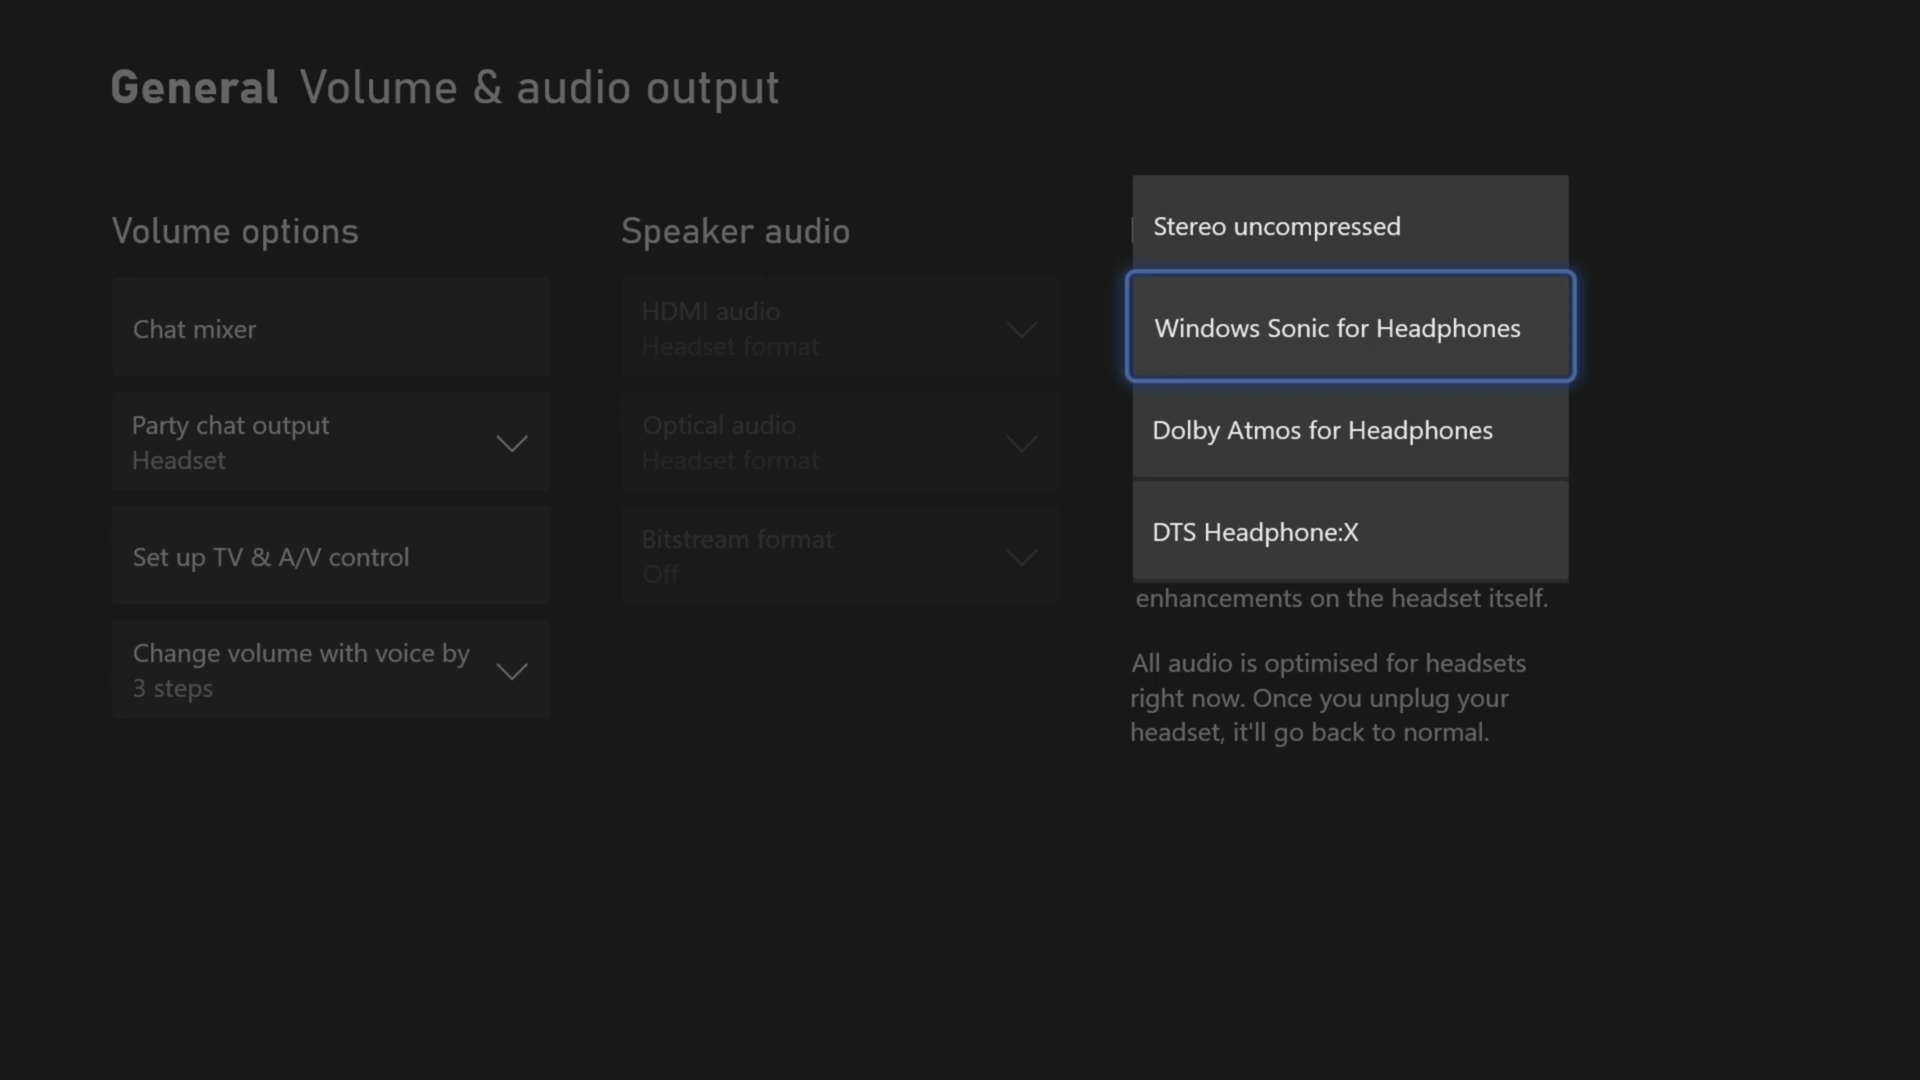 General Volume & audio output
Volume options
Chat mixer
Party chat output
Headset
Set up TV & A/V control
Change volume with voice by
3 steps
Speaker audio
HDMI audio
Headset format
Optical audio
Headset format
Bitstream format
Off
Stereo uncompressed
Windows Sonic for Headphones
Dolby Atmos for Headphones
DTS Headphone:X
enhancements on the headset itself.
All audio is optimised for headsets
right now. Once you unplug your
headset, it'll go back to normal.